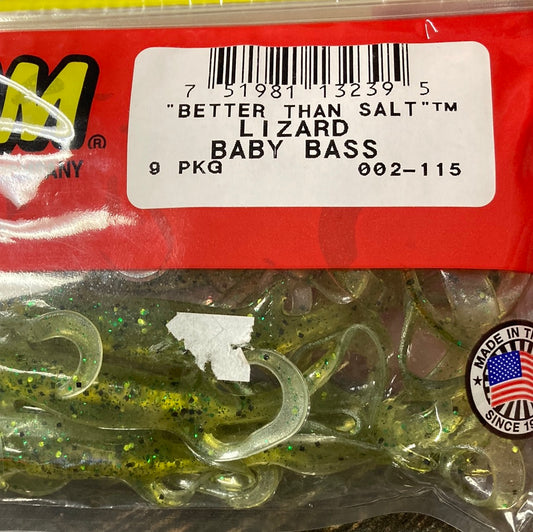 M®
ANY
7 51981 13239 5
"BETTER THAN SALT"™
LIZARD
BABY BASS
9 PKG 002-115
MADE IN T
SINCE 19